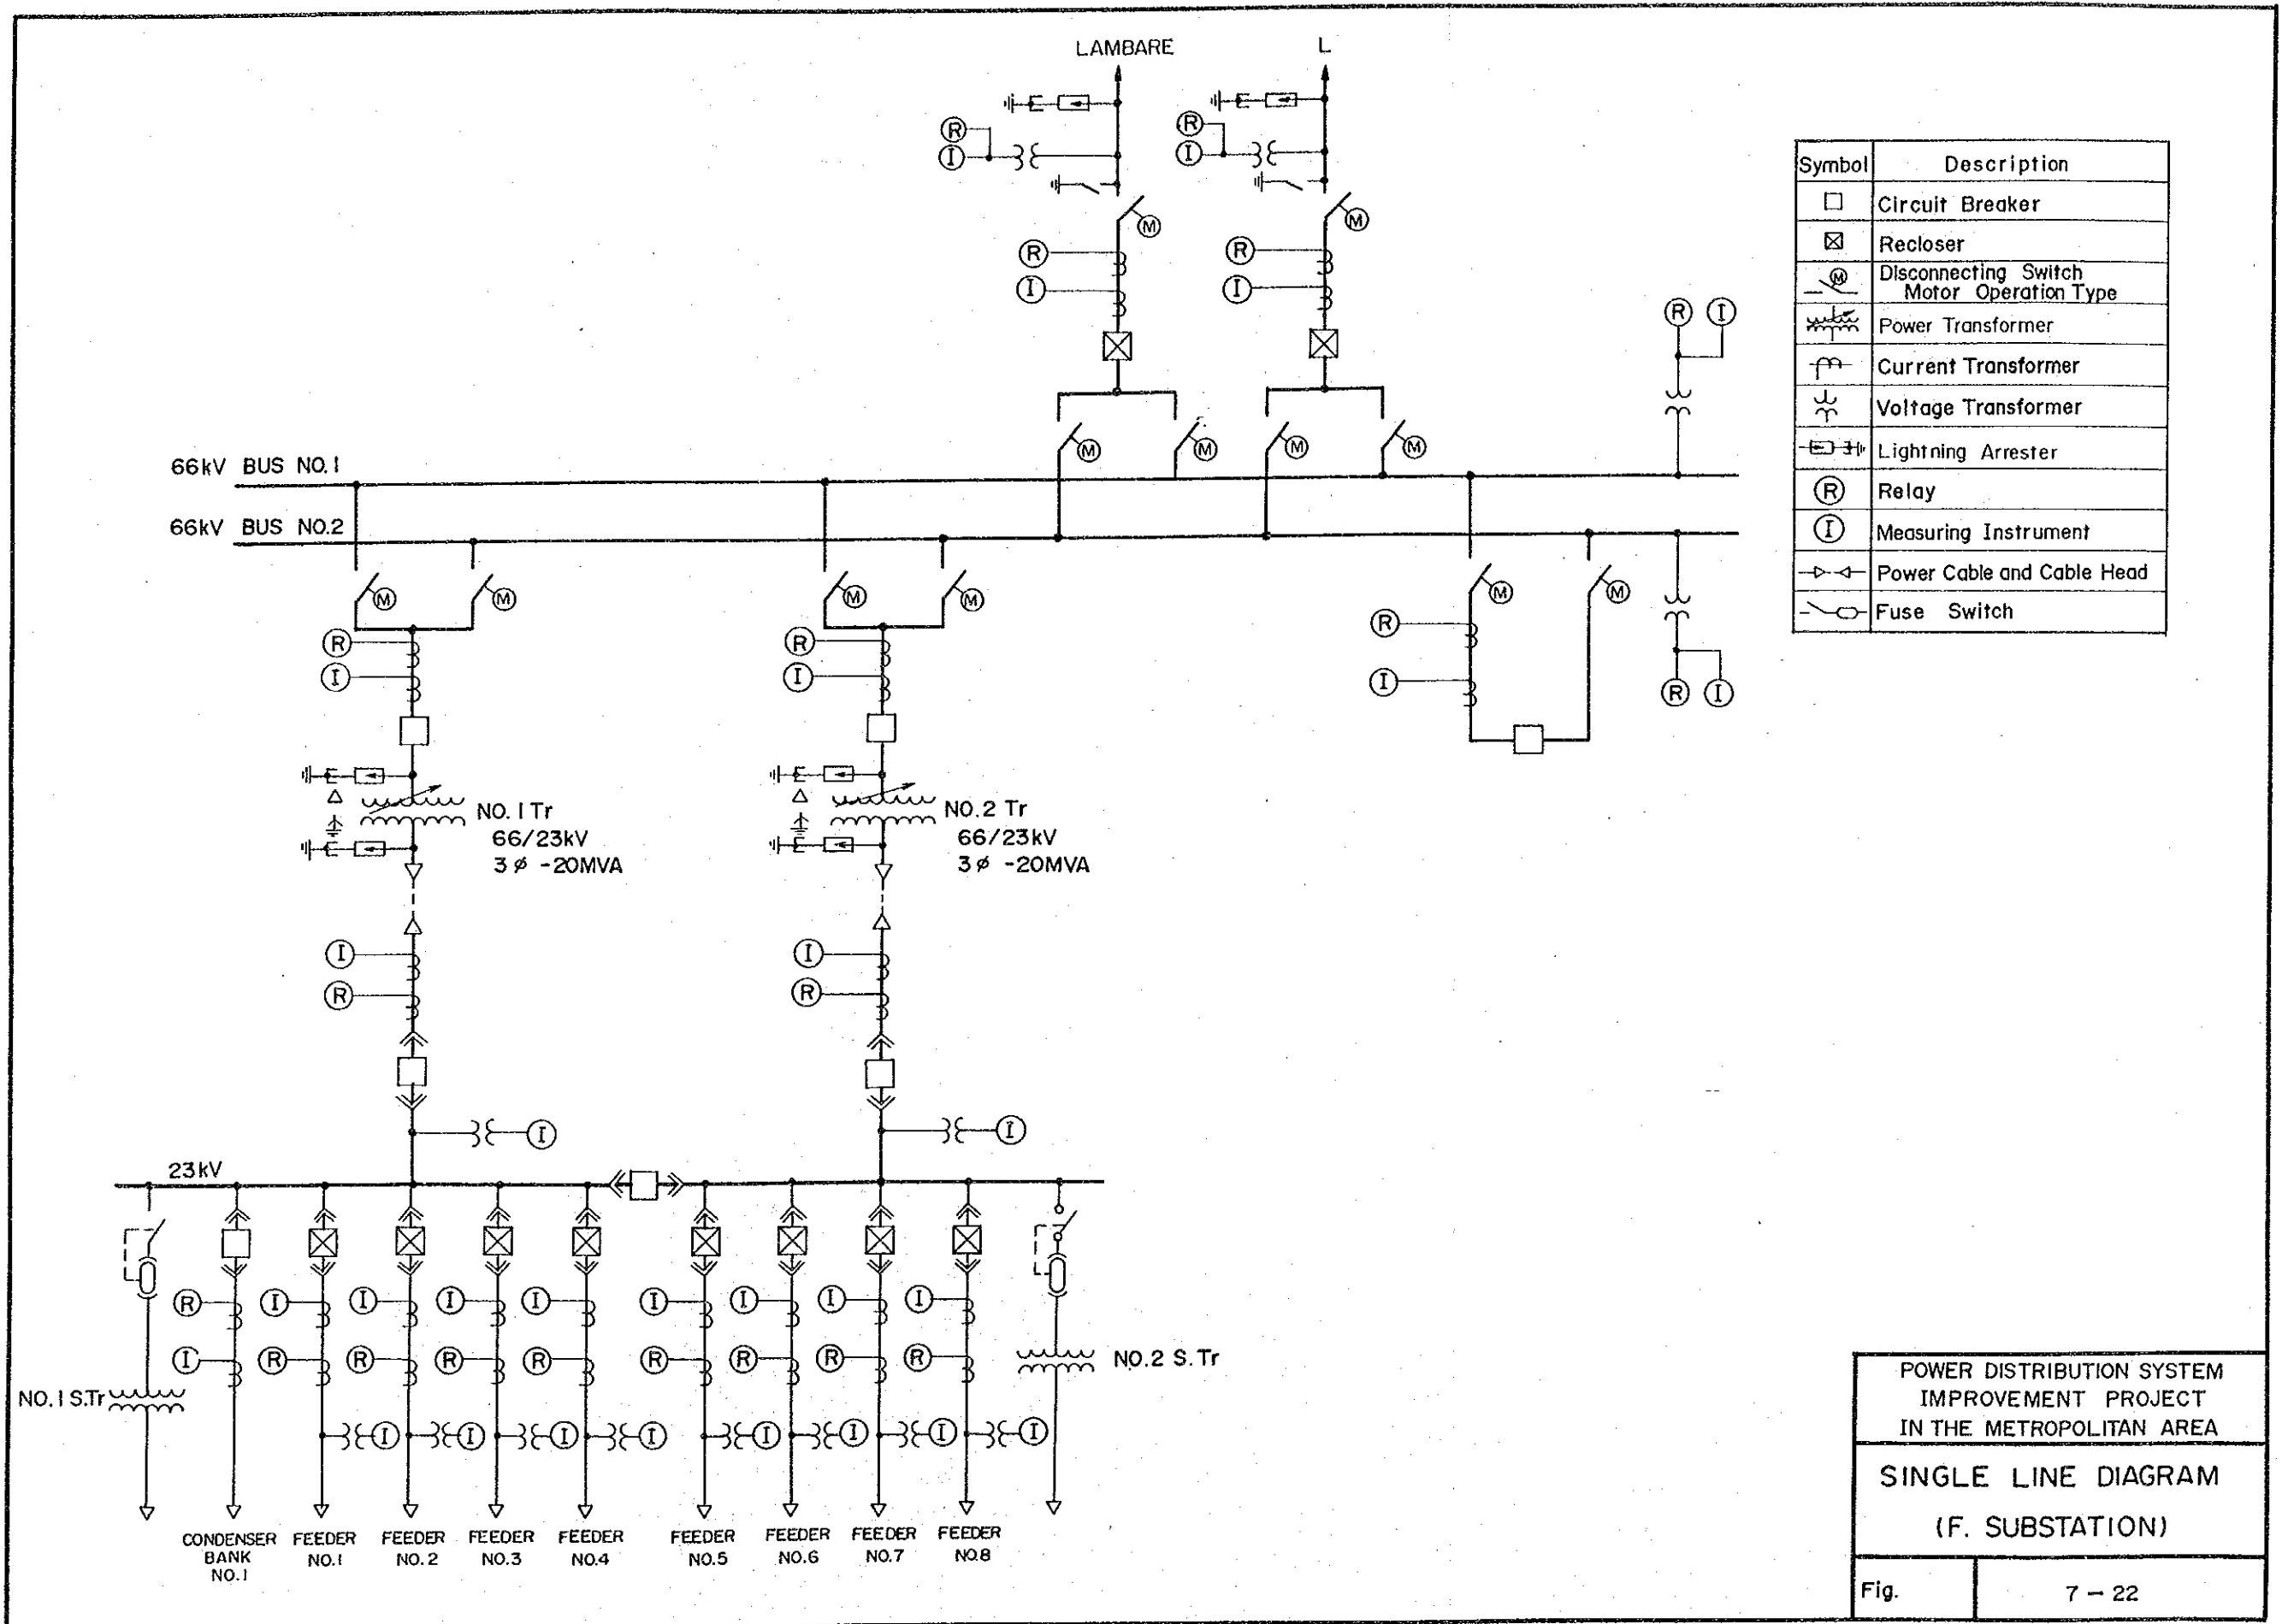 LAMBARE
L
R
I
R
I
M
M
R
I
R
I
R
I
M
M
M
M
66kV BUS NO.1
66kV BUS NO.2
M
M
M
M
M
M
R
I
R
I
R
I
R
I
NO.1 Tr
66/23kV
3ø -20MVA
NO.2 Tr
66/23kV
3ø -20MVA
I
R
I
R
I
I
23kV
R
I
I
I
I
I
I
I
I
I
R
R
R
R
R
R
R
R
NO.1 S.Tr
NO.2 S.Tr
I
I
I
I
I
I
I
I
CONDENSER
BANK
NO.1
FEEDER
NO.1
FEEDER
NO.2
FEEDER
NO.3
FEEDER
NO.4
FEEDER
NO.5
FEEDER
NO.6
FEEDER
NO.7
FEEDER
NO.8
Symbol Description
Circuit Breaker
Recloser
M Disconnecting Switch
Motor Operation Type
Power Transformer
Current Transformer
Voltage Transformer
Lightning Arrester
R Relay
I Measuring Instrument
Power Cable and Cable Head
Fuse Switch
POWER DISTRIBUTION SYSTEM
IMPROVEMENT PROJECT
IN THE METROPOLITAN AREA
SINGLE LINE DIAGRAM
(F. SUBSTATION)
Fig. 7 - 22